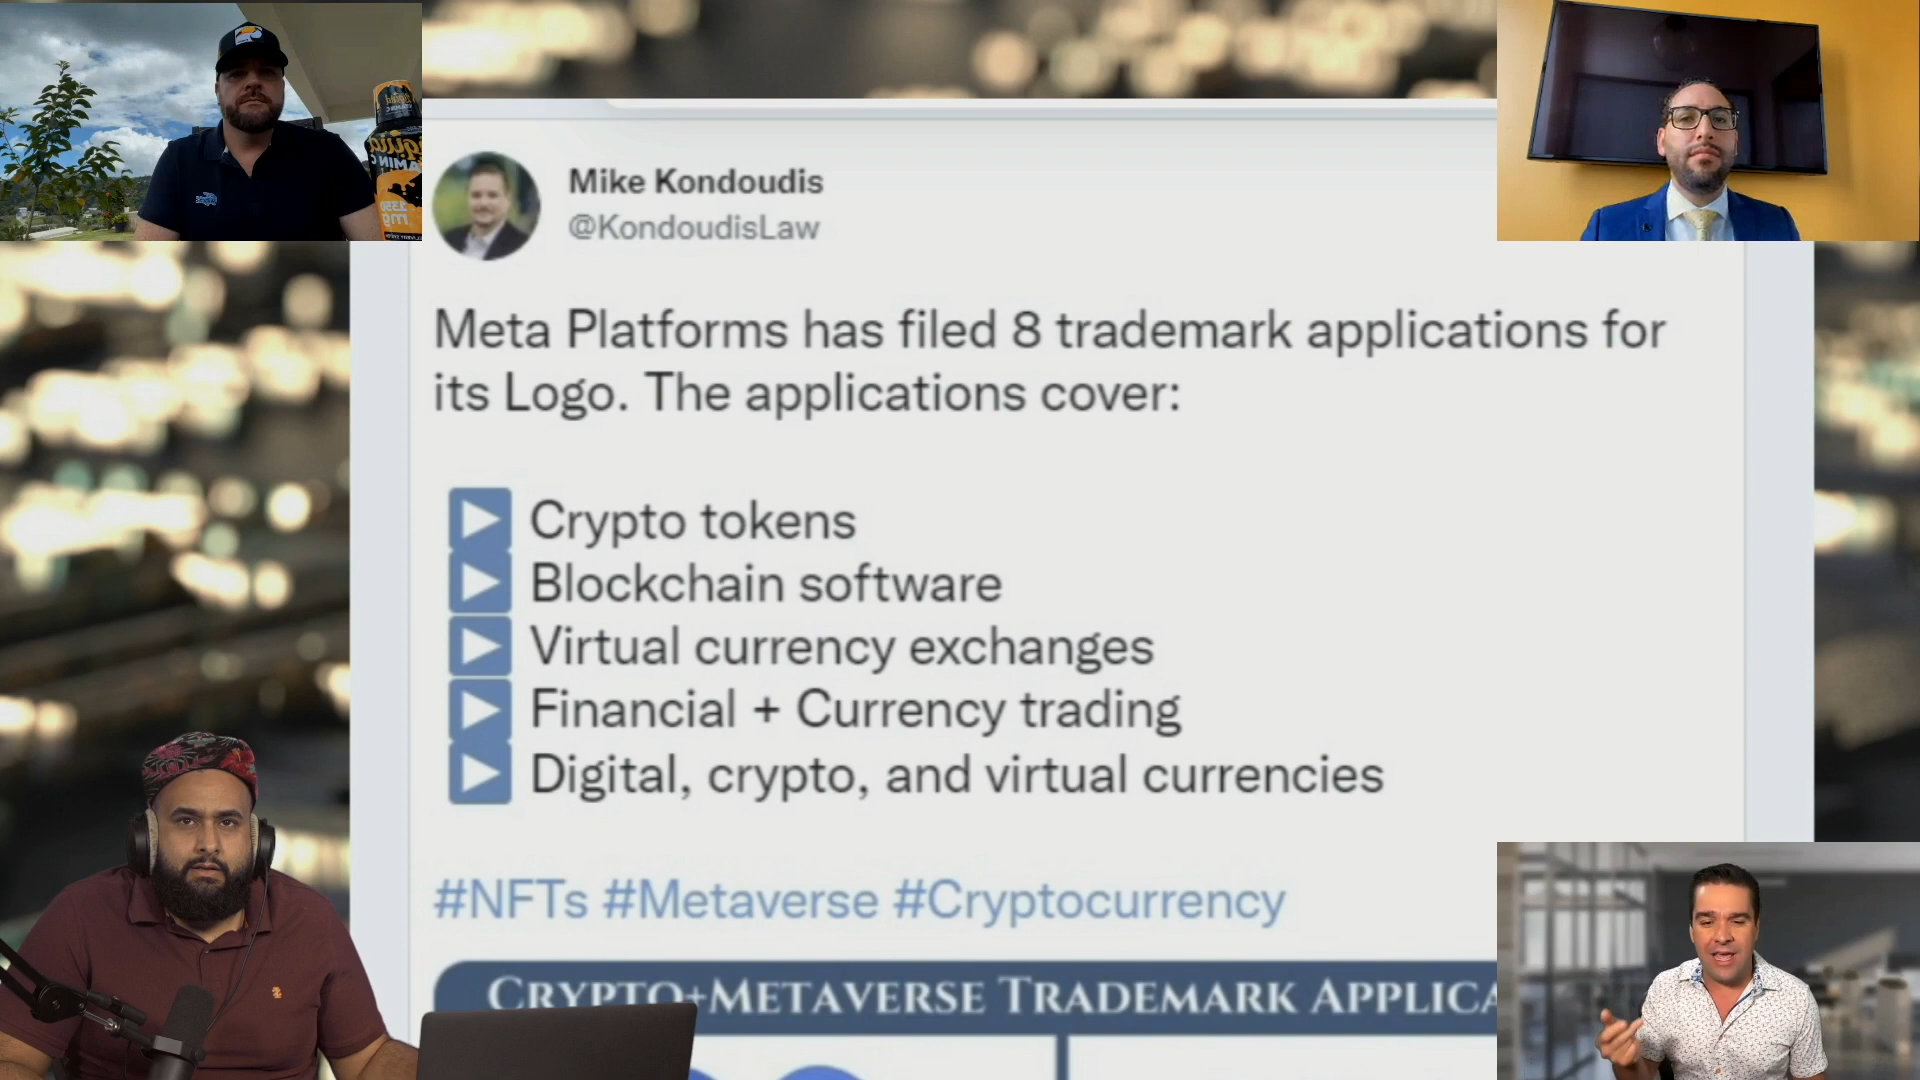 Mike Kondoudis
@KondoudisLaw
Meta Platforms has filed 8 trademark applications for
its Logo. The applications cover:
Crypto tokens
Blockchain software
Virtual currency exchanges
Financial + Currency trading
Digital, crypto, and virtual currencies
#NFTs #Metaverse #Cryptocurrency
CRYPTO+METAVERSE TRADEMARK APPLICA